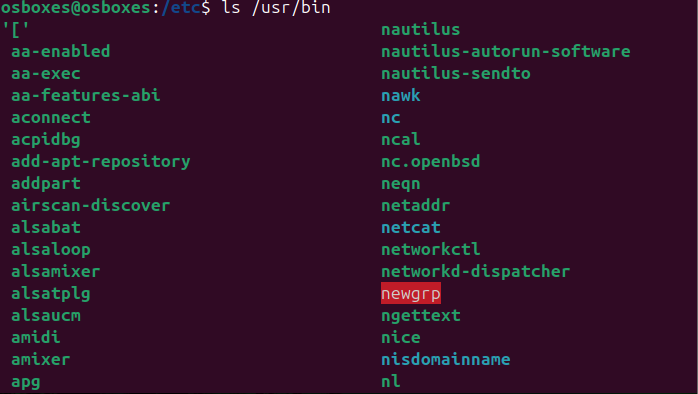 osboxes@osboxes:/etc$ ls /usr/bin
'[' nautilus
aa-enabled nautilus-autorun-software
aa-exec nautilus-sendto
aa-features-abi nawk
aconnect nc
acpidbg ncal
add-apt-repository nc.openbsd
addpart neqn
airscan-discover netaddr
alsabat netcat
alsaloop networkctl
alsamixer networkd-dispatcher
alsatplg newgrp
alsaucm ngettext
amidi nice
amixer nisdomainname
apg nl